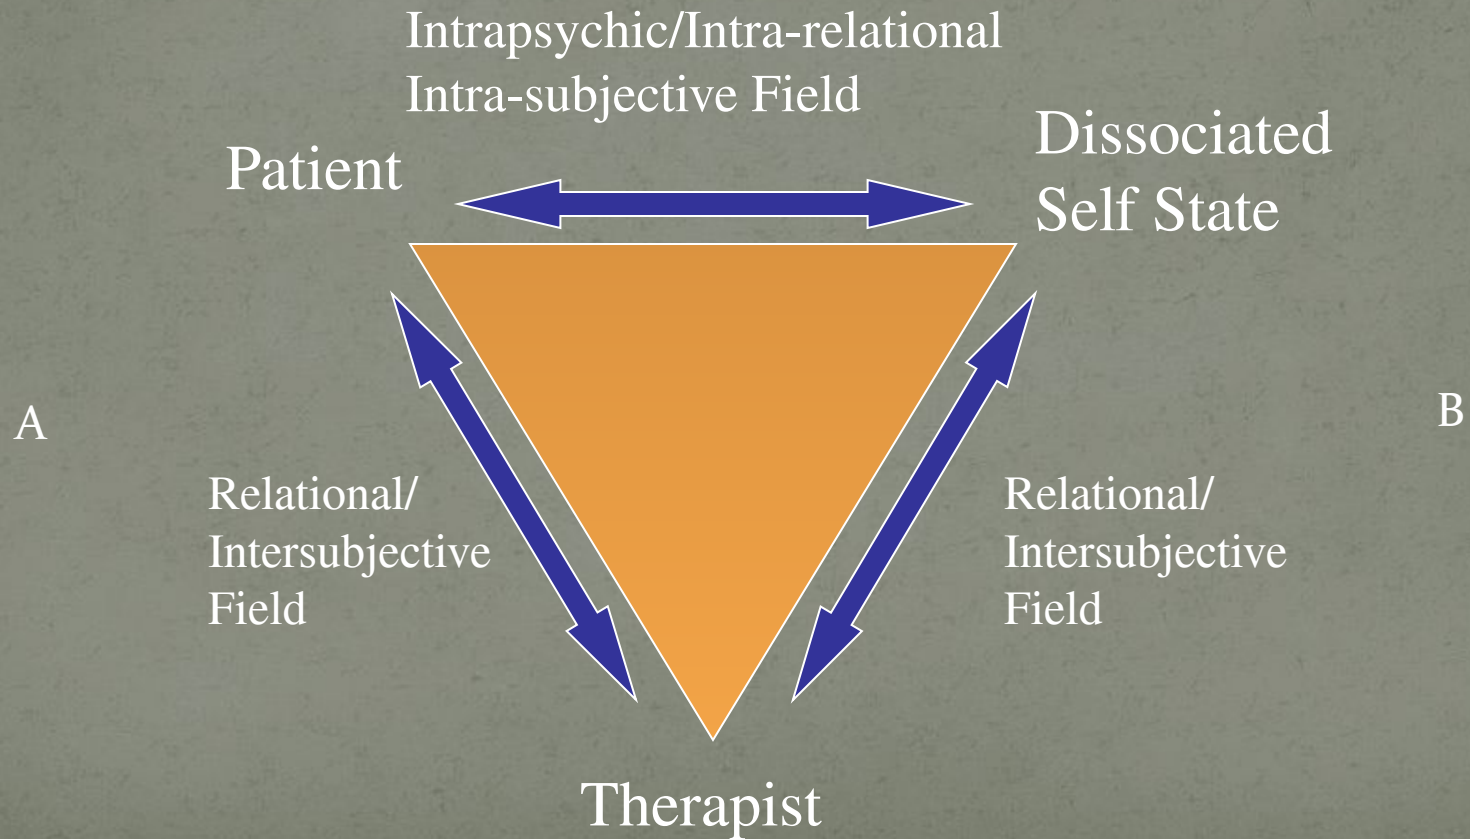 Intrapsychic/Intra-relational
Intra-subjective Field
Patient
Dissociated
Self State
A
B
Relational/
Intersubjective
Field
Relational/
Intersubjective
Field
Therapist